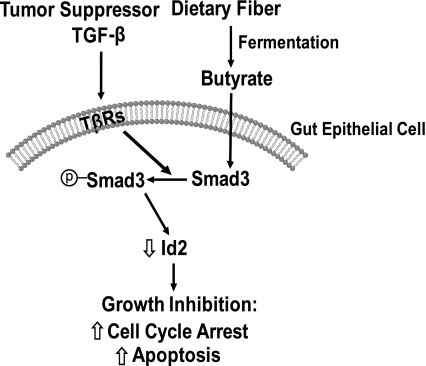 Tumor Suppressor
TGF-β
Dietary Fiber
Fermentation
Butyrate
TβRs
Gut Epithelial Cell
P
Smad3
Smad3
Id2
Growth Inhibition:
Cell Cycle Arrest
Apoptosis